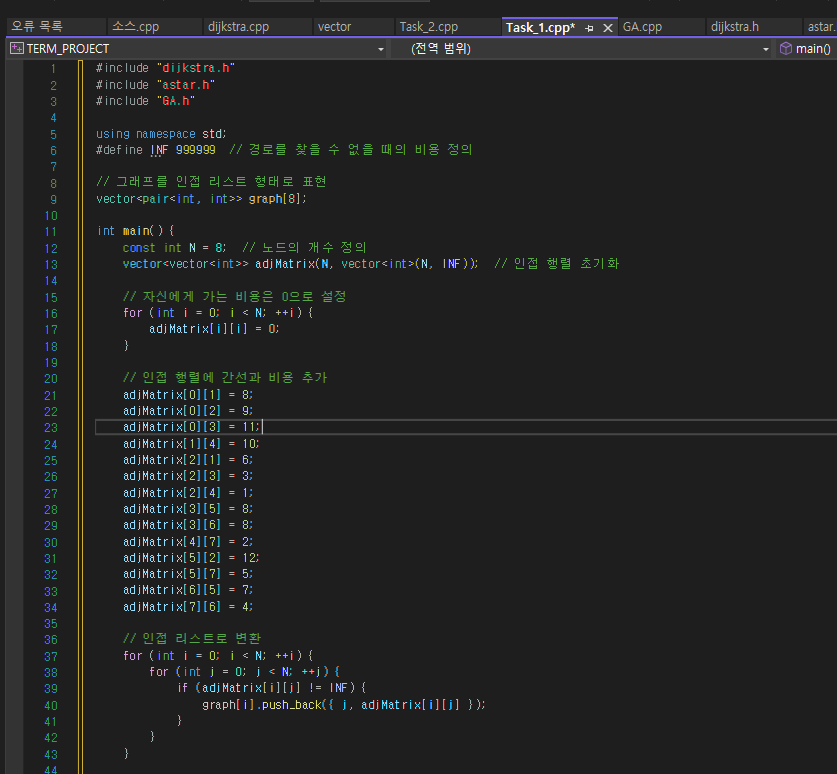 오류 목록 소스.cpp dijkstra.cpp vector Task_2.cpp Task_1.cpp* GA.cpp dijkstra.h astar.
TERM_PROJECT (전역 범위) main()
1 #include "dijkstra.h"
2 #include "astar.h"
3 #include "GA.h"
4
5 using namespace std;
6 #define INF 999999 // 경로를 찾을 수 없을 때의 비용 정의
7
8 // 그래프를 인접 리스트 형태로 표현
9 vector<pair<int, int>> graph[8];
10
11 int main() {
12 const int N = 8; // 노드의 개수 정의
13 vector<vector<int>> adjMatrix(N, vector<int>(N, INF)); // 인접 행렬 초기화
14
15 // 자신에게 가는 비용은 0으로 설정
16 for (int i = 0; i < N; ++i) {
17 adjMatrix[i][i] = 0;
18 }
19
20 // 인접 행렬에 간선과 비용 추가
21 adjMatrix[0][1] = 8;
22 adjMatrix[0][2] = 9;
23 adjMatrix[0][3] = 11;
24 adjMatrix[1][4] = 10;
25 adjMatrix[2][1] = 6;
26 adjMatrix[2][3] = 3;
27 adjMatrix[2][4] = 1;
28 adjMatrix[3][5] = 8;
29 adjMatrix[3][6] = 8;
30 adjMatrix[4][7] = 2;
31 adjMatrix[5][2] = 12;
32 adjMatrix[5][7] = 5;
33 adjMatrix[6][5] = 7;
34 adjMatrix[7][6] = 4;
35
36 // 인접 리스트로 변환
37 for (int i = 0; i < N; ++i) {
38 for (int j = 0; j < N; ++j) {
39 if (adjMatrix[i][j] != INF) {
40 graph[i].push_back({ j, adjMatrix[i][j] });
41 }
42 }
43 }
44